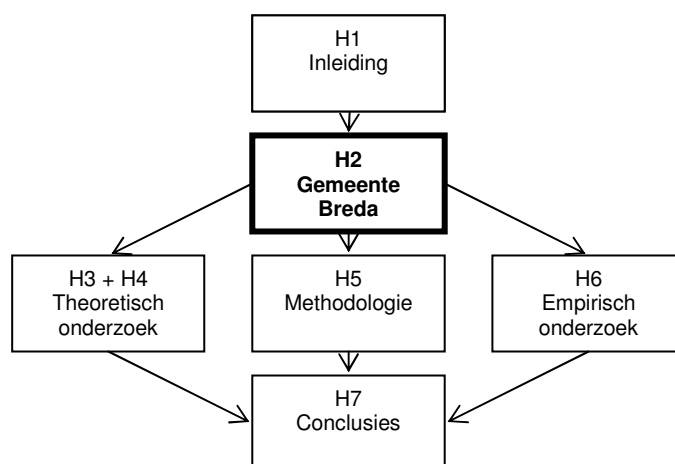 H1
Inleiding
H2
Gemeente
Breda
H3 + H4
Theoretisch
onderzoek
H5
Methodologie
H6
Empirisch
onderzoek
H7
Conclusies